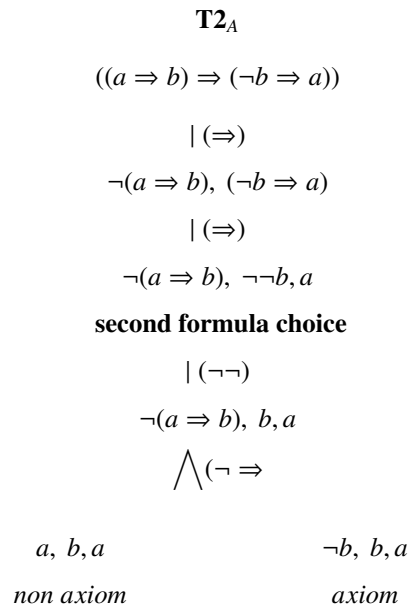 T2_A
((a ⇒ b) ⇒ (¬b ⇒ a))
| (⇒)
¬(a ⇒ b), (¬b ⇒ a)
| (⇒)
¬(a ⇒ b), ¬¬b, a
second formula choice
| (¬¬)
¬(a ⇒ b), b, a
⋀(¬ ⇒
a, b, a ¬b, b, a
non axiom axiom